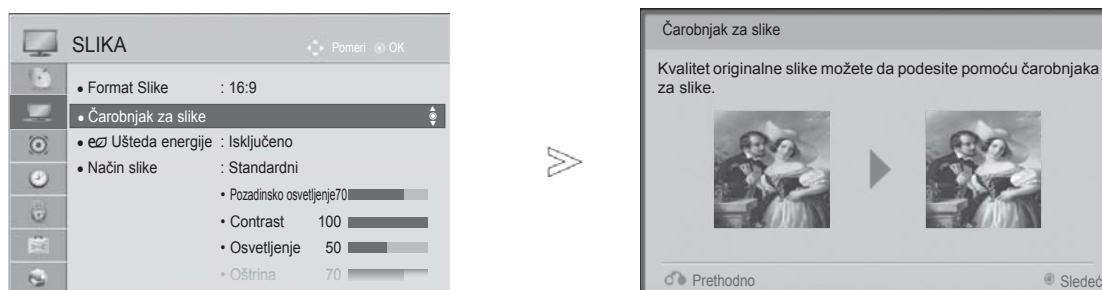 SLIKA
Pomeri OK
• Format Slike : 16:9
• Čarobnjak za slike
• Ušteda energije : Isključeno
• Način slike : Standardni
• Pozadinsko osvetljenje70
• Contrast 100
• Osvetljenje 50
• Oštrina 70
Čarobnjak za slike
Kvalitet originalne slike možete da podesite pomoću čarobnjaka
za slike.
Prethodno
Sledeć